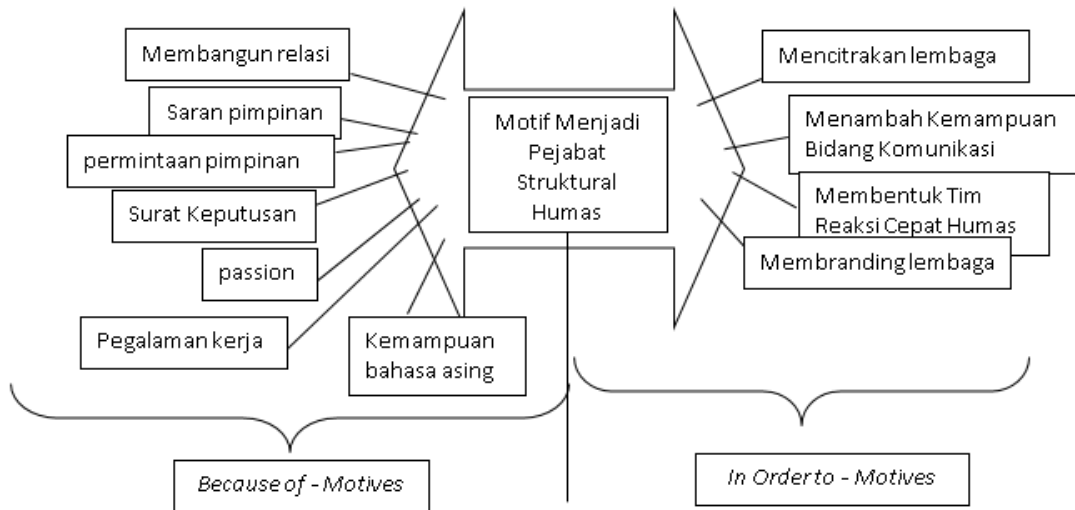 Membangun relasi
Saran pimpinan
permintaan pimpinan
Surat Keputusan
passion
Pegalaman kerja
Kemampuan
bahasa asing
Motif Menjadi
Pejabat
Struktural
Humas
Mencitrakan lembaga
Menambah Kemampuan
Bidang Komunikasi
Membentuk Tim
Reaksi Cepat Humas
Membranding lembaga
Because of - Motives
In Order to - Motives